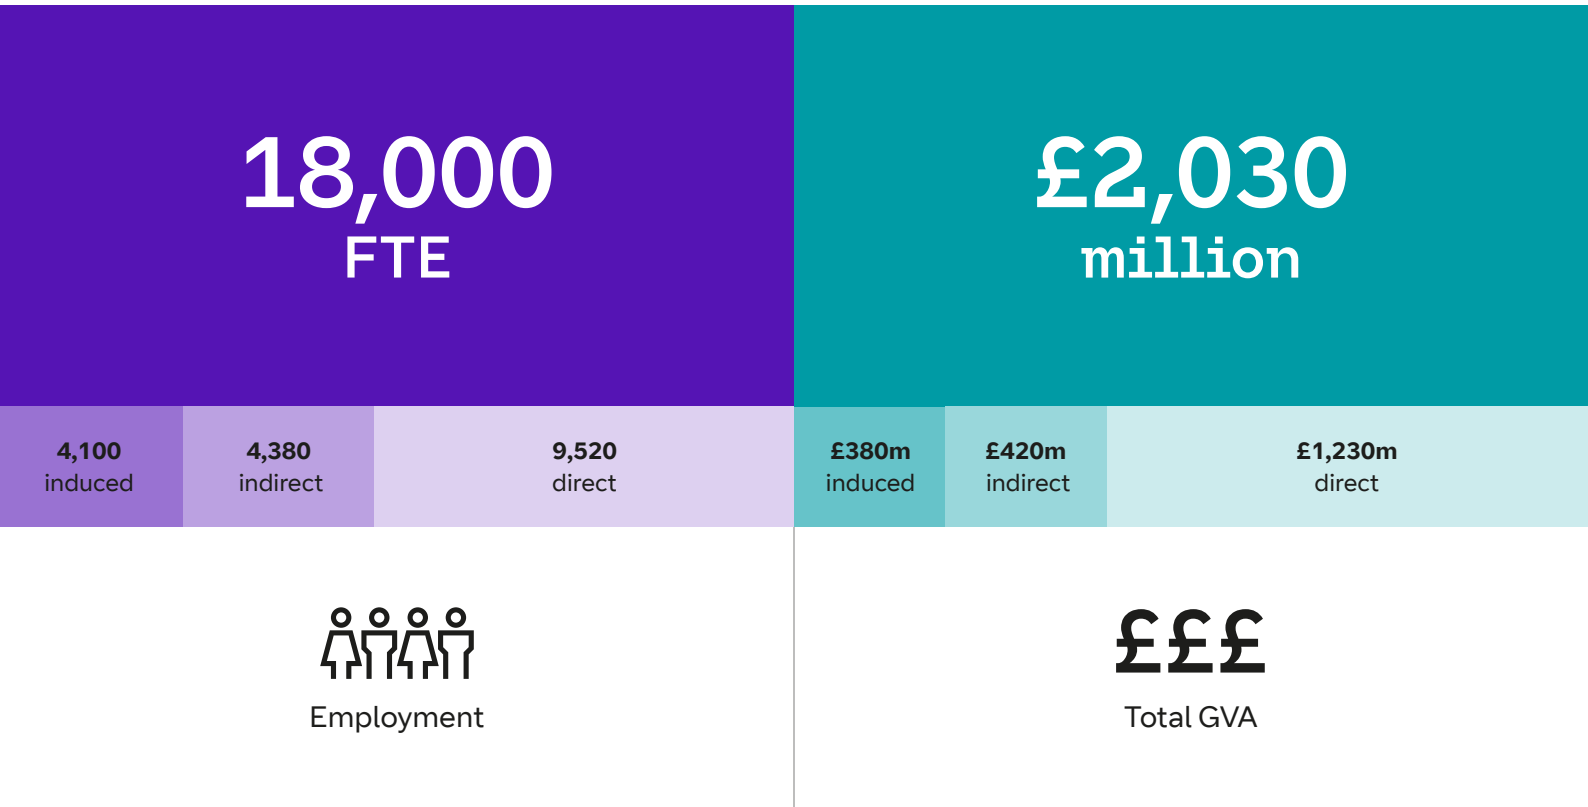 18,000
FTE
£2,030
million
4,100
induced
4,380
indirect
9,520
direct
£380m
induced
£420m
indirect
£1,230m
direct
£££
Employment
Total GVA